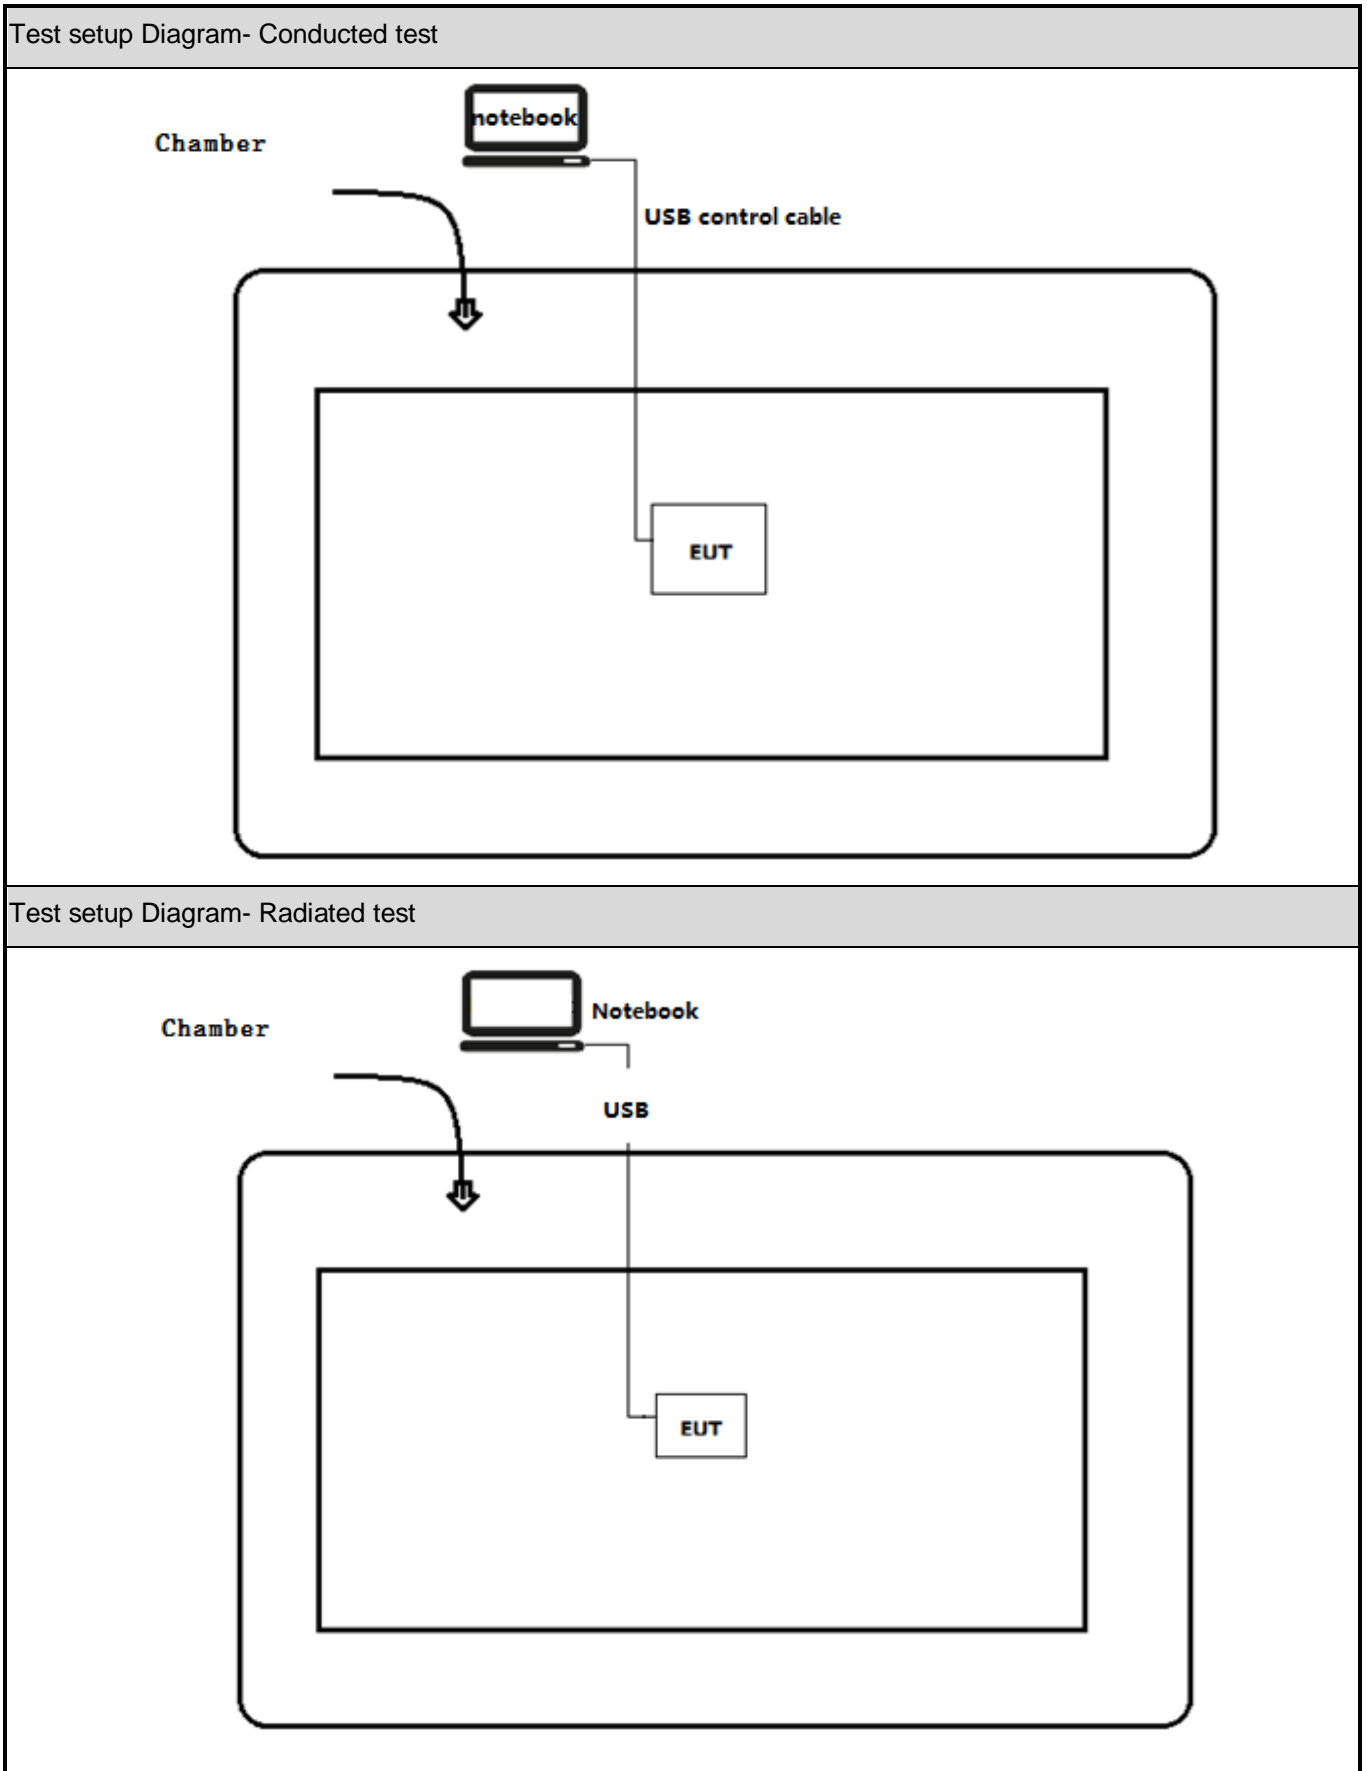 Test setup Diagram- Conducted test
notebook
Chamber
USB control cable
EUT
Test setup Diagram- Radiated test
Notebook
Chamber
USB
EUT